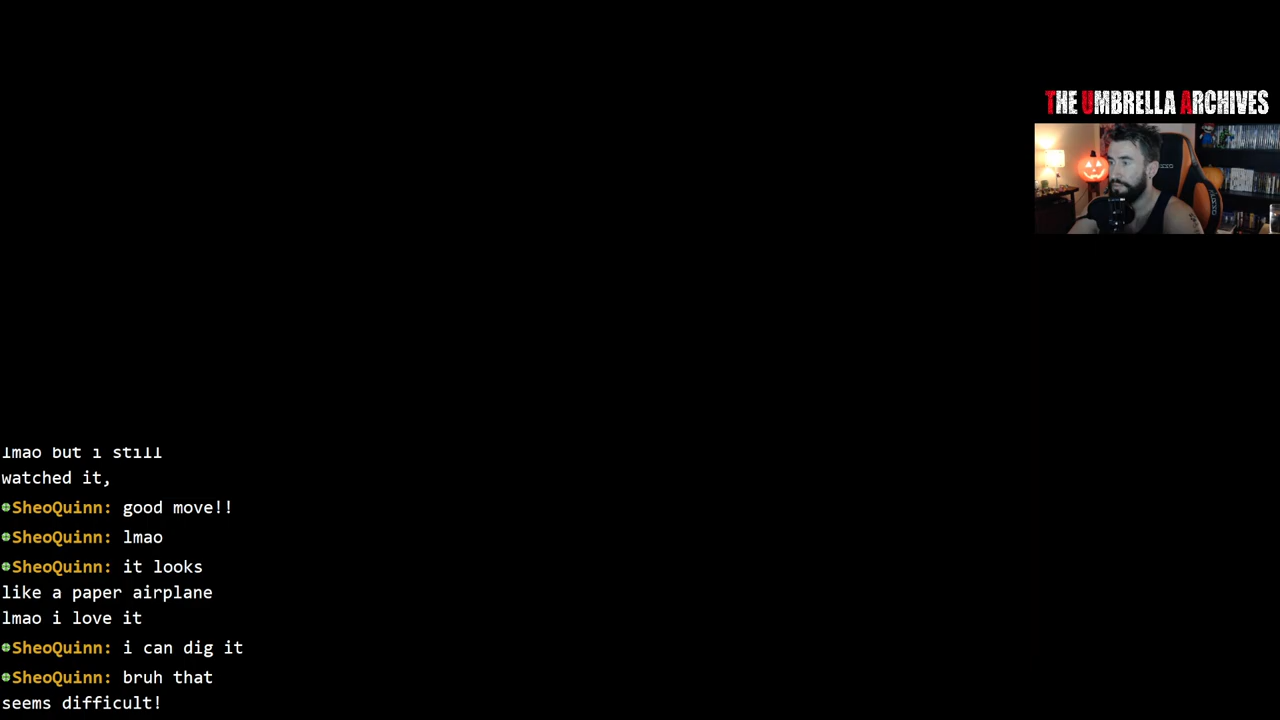 THE UMBRELLA ARCHIVES
lmao but i still
watched it,
SheoQuinn: good move!!
SheoQuinn: lmao
SheoQuinn: it looks
like a paper airplane
lmao i love it
SheoQuinn: i can dig it
SheoQuinn: bruh that
seems difficult!